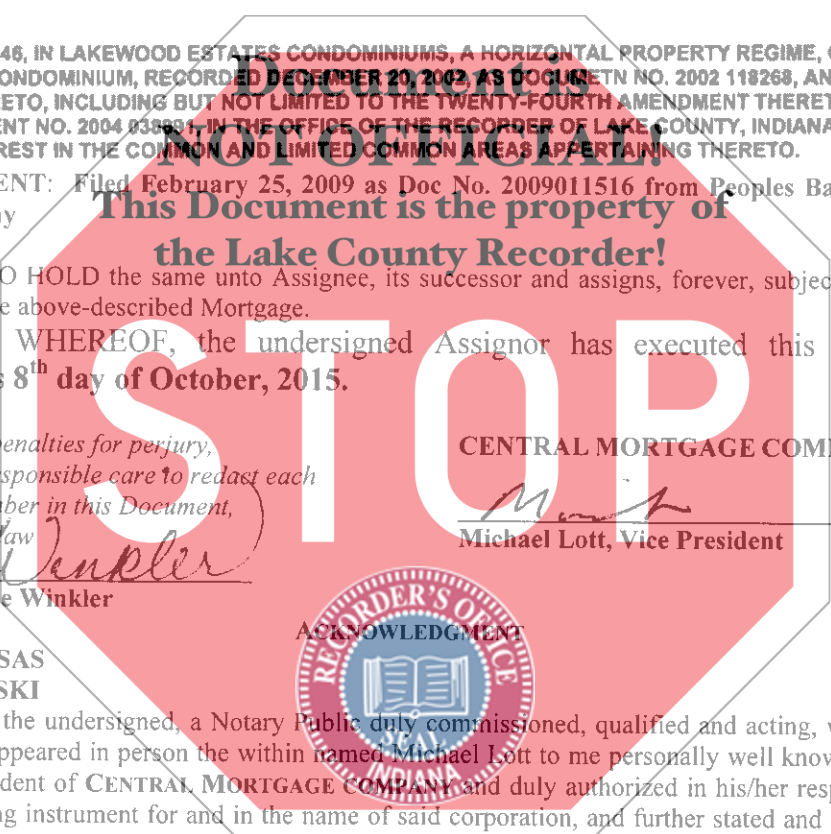 46, IN LAKEWOOD ESTATES CONDOMINIUMS, A HORIZONTAL PROPERTY REGIME,
ONDOMINIUM, RECORDED DECEMBER 20, 2002, AS DOCUMETN NO. 2002 118268, AN
Document is
ETO, INCLUDING BUT NOT LIMITED TO THE TWENTY-FOURTH AMENDMENT THERET
ENT NO. 2004 IN THE OFFICE OF THE RECORDER OF LAKE COUNTY, INDIANA
NOT OFFICIAL!
REST IN THE COMMON AND LIMITED COMMON AREAS APPERTAINING THERETO.
ENT: Filed February 25, 2009 as Doc No. 2009011516 from Peoples Ba
This Document is the property of
y
the Lake County Recorder!
O HOLD the same unto Assignee, its successor and assigns, forever, subjec
e above-described Mortgage.
WHEREOF, the undersigned Assignor has executed this
s 8th day of October, 2015.
STOP
enalties for perjury,
sponsible care to redact each
ber in this Document,
law
Winkler
e Winkler
CENTRAL MORTGAGE COMP
Michael Lott, Vice President
ACKNOWLEDGMENT
SAS
SKI
RECORDER'S OFFICE
SEAL
INDIANA
the undersigned, a Notary Public duly commissioned, qualified and acting, w
ppeared in person the within named Michael Lott to me personally well know
dent of CENTRAL MORTGAGE COMPANY and duly authorized in his/her resp
ng instrument for and in the name of said corporation, and further stated and